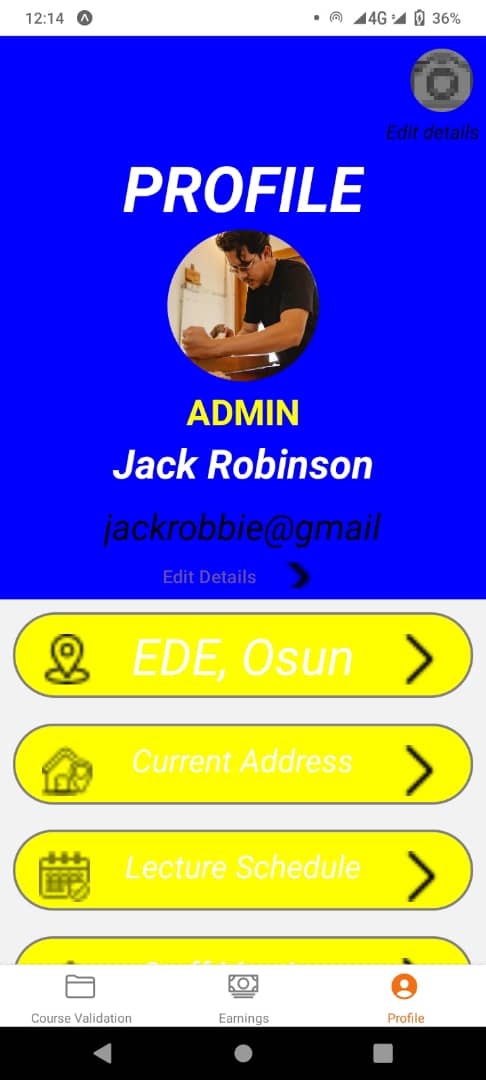 12:14
4G 36%
Edit details
PROFILE
ADMIN
Jack Robinson
jackrobbie@gmail
Edit Details
EDE, Osun
Current Address
Lecture Schedule
Course Validation
Earnings
Profile